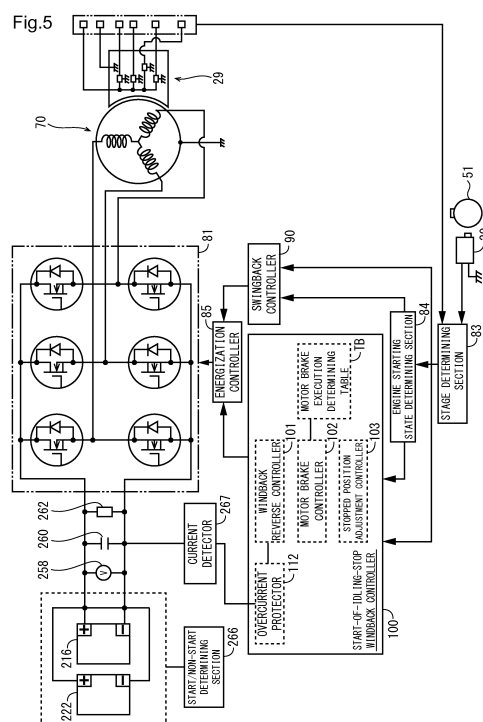 Fig.5
29
70
81
51
85
ENERGIZATION
CONTROLLER
90
SWINGBACK
CONTROLLER
84
ENGINE STARTING
STATE DETERMINING SECTION
83
STAGE DETERMINING
SECTION
262
260
258
V
267
CURRENT
DETECTOR
TB
MOTOR BRAKE
EXECUTION
DETERMINING
TABLE
101
WINDBACK
REVERSE CONTROLLER
102
MOTOR BRAKE
CONTROLLER
103
STOPPED POSITION
ADJUSTMENT CONTROLLER
112
OVERCURRENT
PROTECTOR
START-OF-IDLING-STOP
WINDBACK CONTROLLER
100
216
+
−
222
+
−
266
START/NON-START
DETERMINING
SECTION